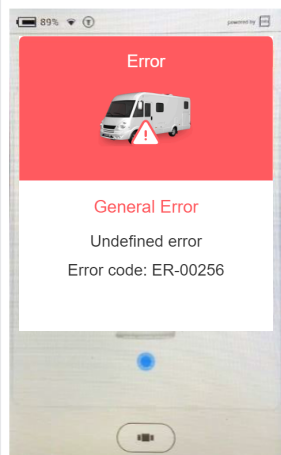 89%
powered by
Error
General Error
Undefined error
Error code: ER-00256